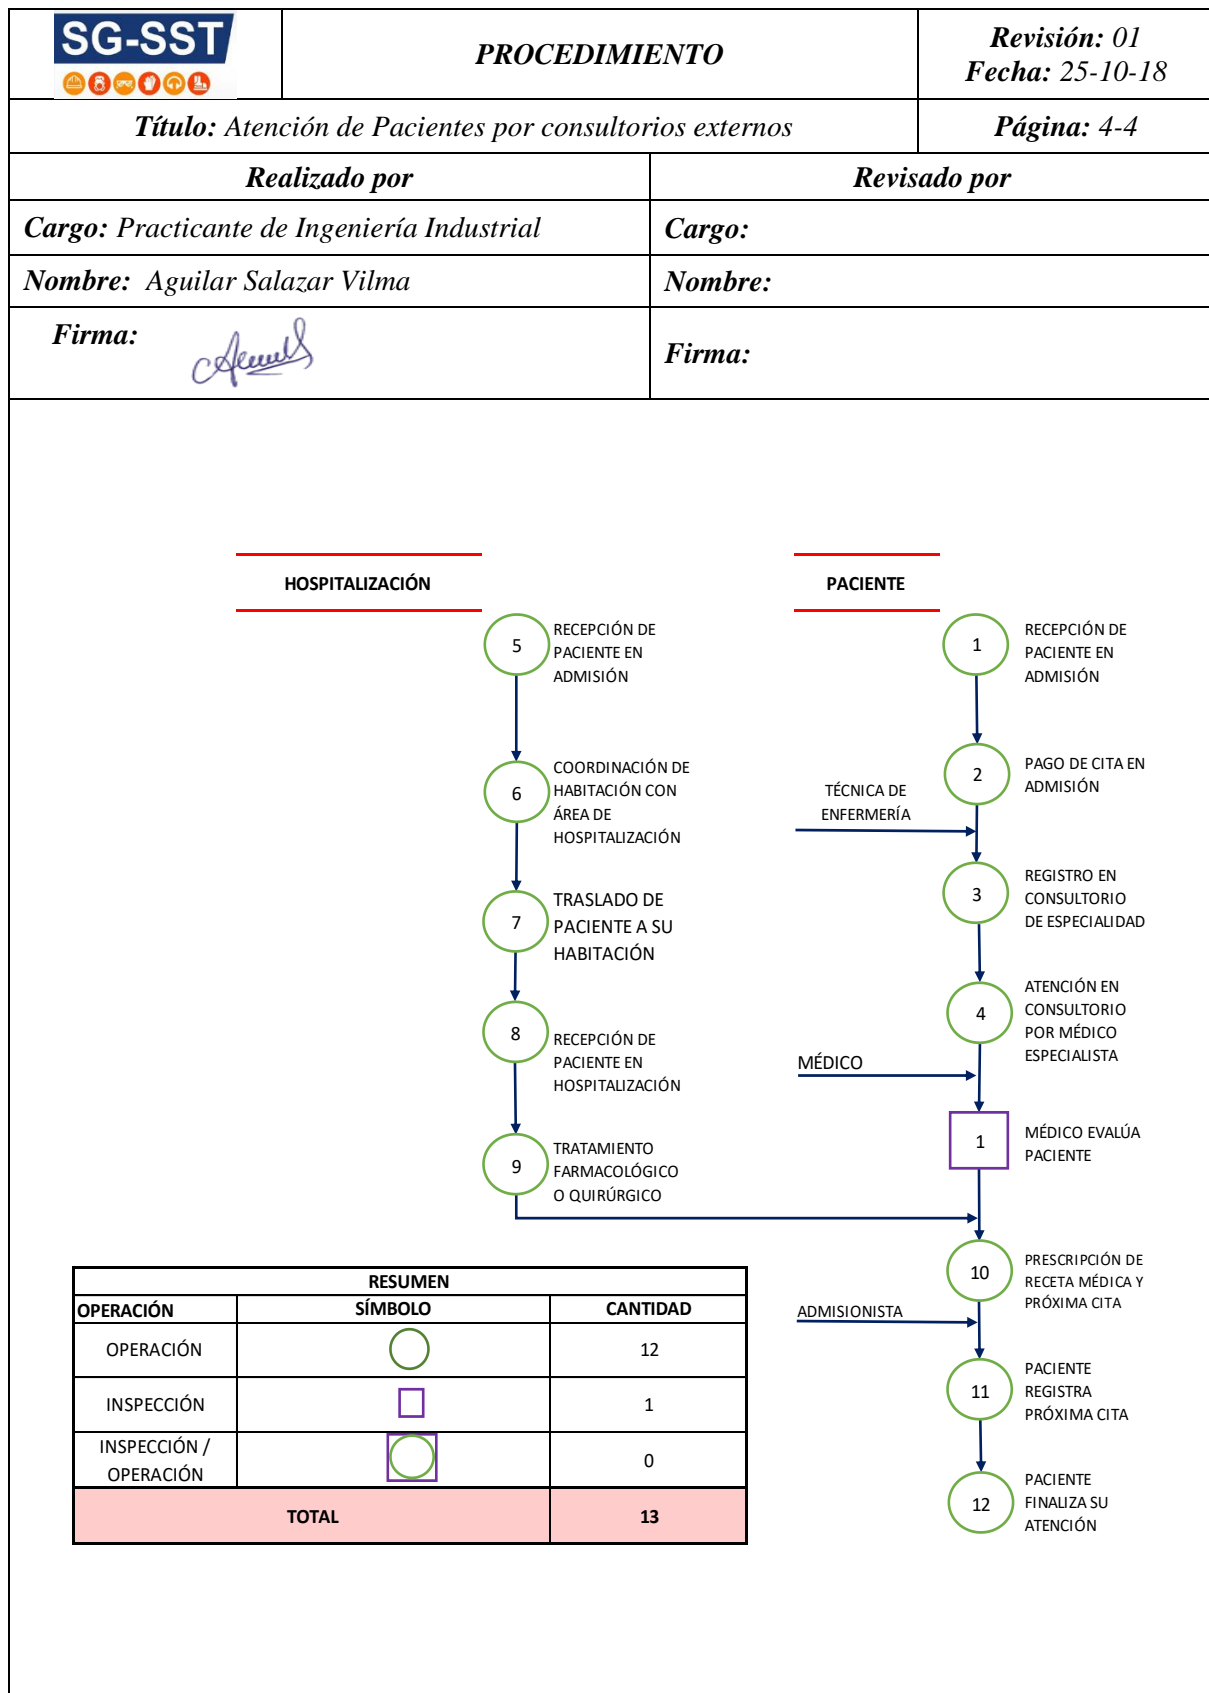 SG-SST
PROCEDIMIENTO
Revisión: 01
Fecha: 25-10-18
Título: Atención de Pacientes por consultorios externos
Página: 4-4
Realizado por
Revisado por
Cargo: Practicante de Ingeniería Industrial
Cargo:
Nombre: Aguilar Salazar Vilma
Nombre:
Firma:
Firma:
HOSPITALIZACIÓN
5
RECEPCIÓN DE
PACIENTE EN
ADMISIÓN
6
COORDINACIÓN DE
HABITACIÓN CON
ÁREA DE
HOSPITALIZACIÓN
7
TRASLADO DE
PACIENTE A SU
HABITACIÓN
8
RECEPCIÓN DE
PACIENTE EN
HOSPITALIZACIÓN
9
TRATAMIENTO
FARMACOLÓGICO
O QUIRÚRGICO
PACIENTE
1
RECEPCIÓN DE
PACIENTE EN
ADMISIÓN
2
PAGO DE CITA EN
ADMISIÓN
TÉCNICA DE
ENFERMERÍA
3
REGISTRO EN
CONSULTORIO
DE ESPECIALIDAD
4
ATENCIÓN EN
CONSULTORIO
POR MÉDICO
ESPECIALISTA
MÉDICO
1
MÉDICO EVALÚA
PACIENTE
10
PRESCRIPCIÓN DE
RECETA MÉDICA Y
PRÓXIMA CITA
ADMISIONISTA
11
PACIENTE
REGISTRA
PRÓXIMA CITA
12
PACIENTE
FINALIZA SU
ATENCIÓN
RESUMEN
OPERACIÓN SÍMBOLO CANTIDAD
OPERACIÓN 12
INSPECCIÓN 1
INSPECCIÓN /
OPERACIÓN
0
TOTAL 13